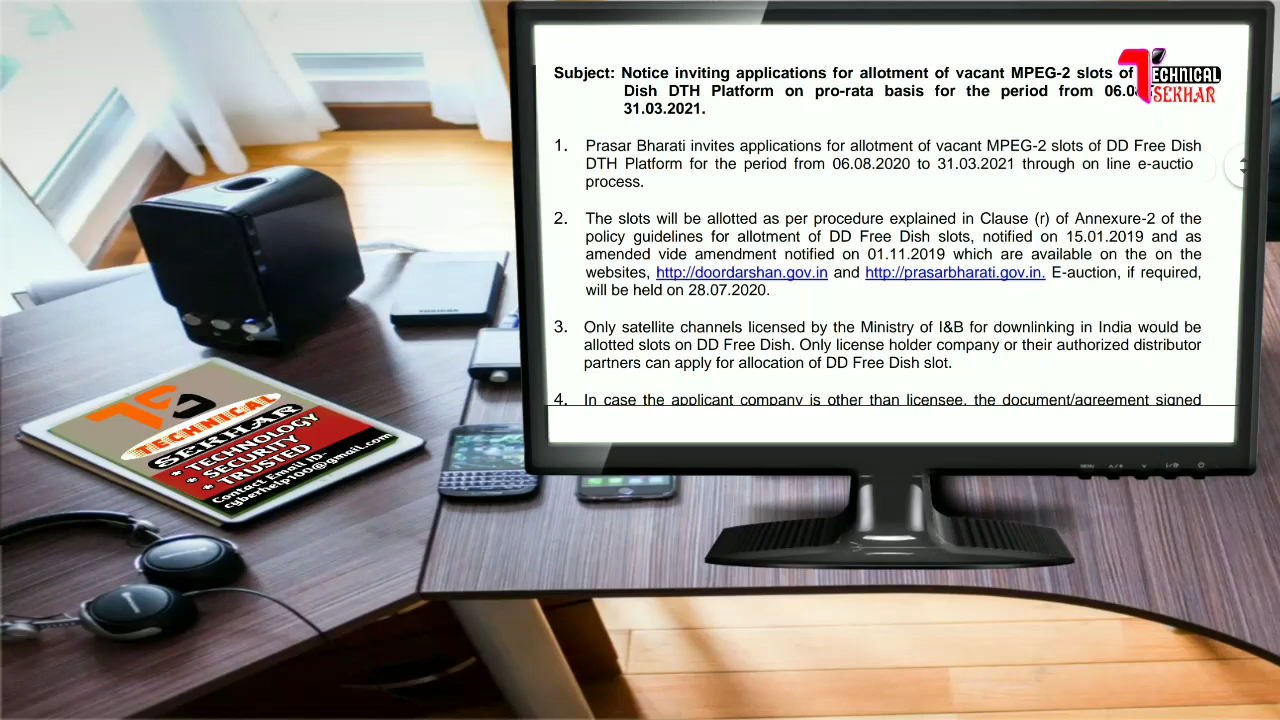 Subject: Notice inviting applications for allotment of vacant MPEG-2 slots of
Dish DTH Platform on pro-rata basis for the period from 06.0
31.03.2021.
1. Prasar Bharati invites applications for allotment of vacant MPEG-2 slots of DD Free Dish
DTH Platform for the period from 06.08.2020 to 31.03.2021 through on line e-auctio
process.
2. The slots will be allotted as per procedure explained in Clause (r) of Annexure-2 of the
policy guidelines for allotment of DD Free Dish slots, notified on 15.01.2019 and as
amended vide amendment notified on 01.11.2019 which are available on the on the
websites, http://doordarshan.gov.in and http://prasarbharati.gov.in. E-auction, if required,
will be held on 28.07.2020.
3. Only satellite channels licensed by the Ministry of I&B for downlinking in India would be
allotted slots on DD Free Dish. Only license holder company or their authorized distributor
partners can apply for allocation of DD Free Dish slot.
4. In case the applicant company is other than licensee, the document/agreement signed
TECHNICAL
SEKHAR
MENU
TECHNICAL
SEKHAR
* TECHNOLOGY
* SECURITY
* TRUSTED
Contact Email ID-
cyberhelp100@gmail.com